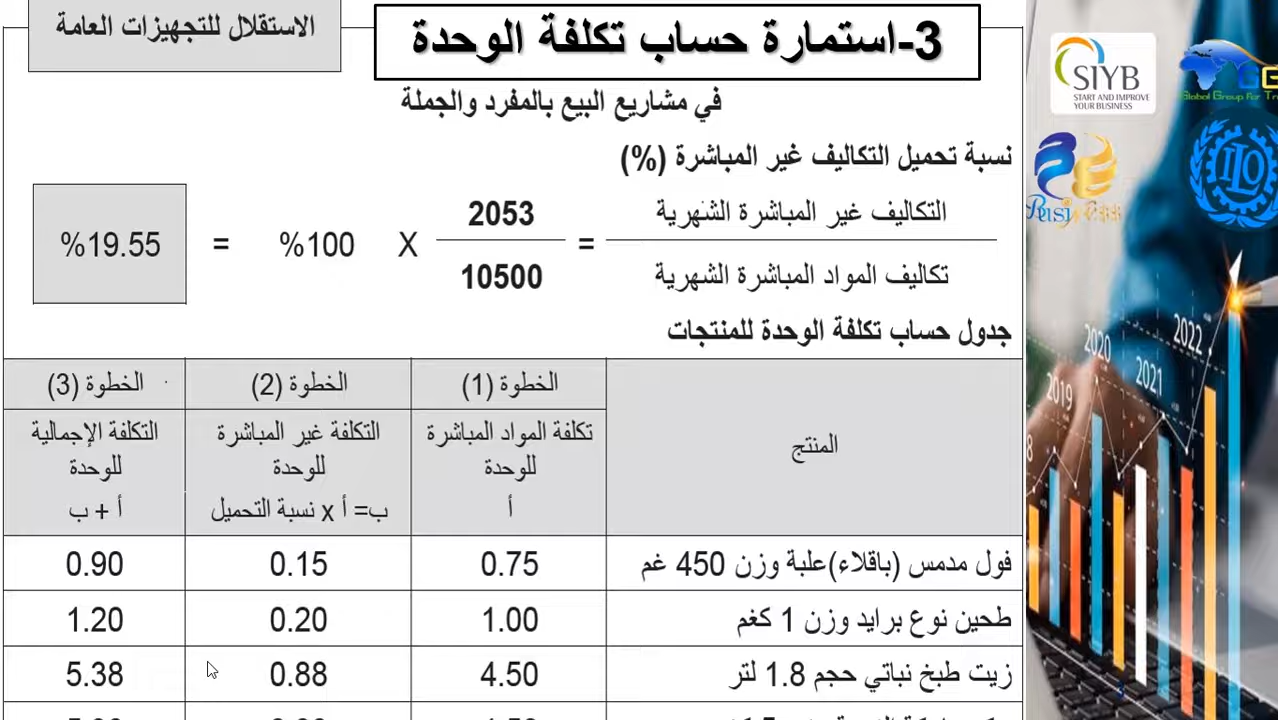 الاستقلال للتجهيزات العامة
3-استمارة حساب تكلفة الوحدة
في مشاريع البيع بالمفرد والجملة
نسبة تحميل التكاليف غير المباشرة (%)
التكاليف غير المباشرة الشهرية
تكاليف المواد المباشرة الشهرية
=
2053
10500
X
%100
=
%19.55
جدول حساب تكلفة الوحدة للمنتجات
المنتج
الخطوة (1)
الخطوة (2)
الخطوة (3)
تكلفة المواد المباشرة للوحدة
أ
التكلفة غير المباشرة للوحدة
ب= أ x نسبة التحميل
التكلفة الإجمالية للوحدة
أ + ب
فول مدمس (باقلاء)علبة وزن 450 غم 0.75 0.15 0.90
طحين نوع برايد وزن 1 كغم 1.00 0.20 1.20
زيت طبخ نباتي حجم 1.8 لتر 4.50 0.88 5.38
SIYB
START AND IMPROVE
YOUR BUSINESS
Global Group For
ILO
2019
2020
2021
2022
3